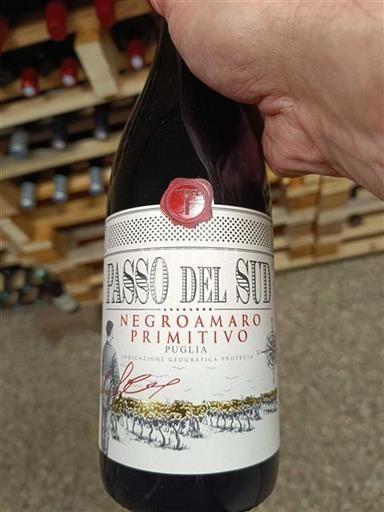 T
PASSO DEL SUD
NEGROAMARO
PRIMITIVO
PUGLIA
INDICAZIONE GEOGRAFICA PROTETTA